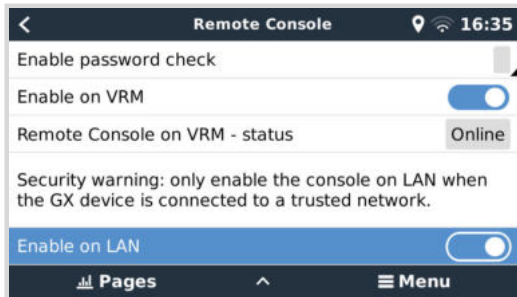 Remote Console 16:35
Enable password check
Enable on VRM
Remote Console on VRM - status Online
Security warning: only enable the console on LAN when
the GX device is connected to a trusted network.
Enable on LAN
Pages Menu